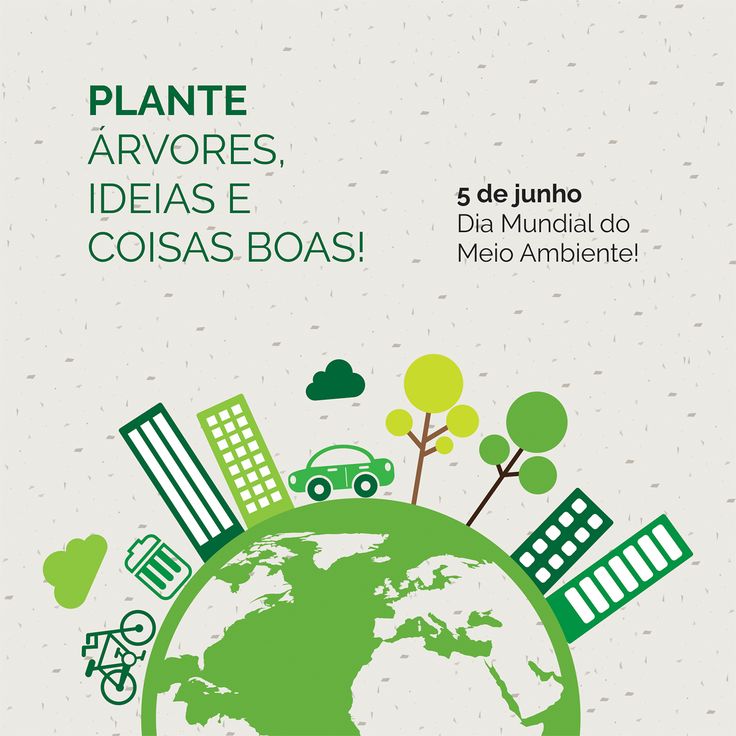 PLANTE
ÁRVORES,
IDEIAS E
COISAS BOAS!
5 de junho
Dia Mundial do
Meio Ambiente!